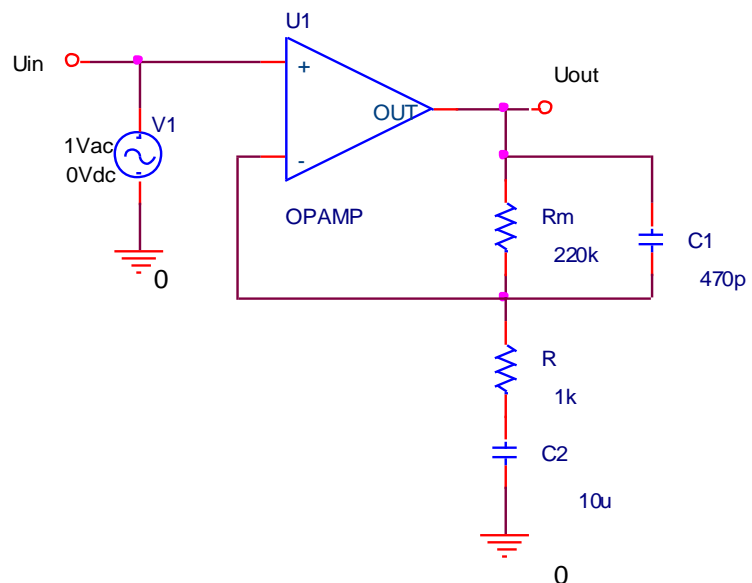 U1
Uin
+
Uout
OUT
V1
1Vac
0Vdc
-
OPAMP
Rm
220k
C1
470p
0
R
1k
C2
10u
0